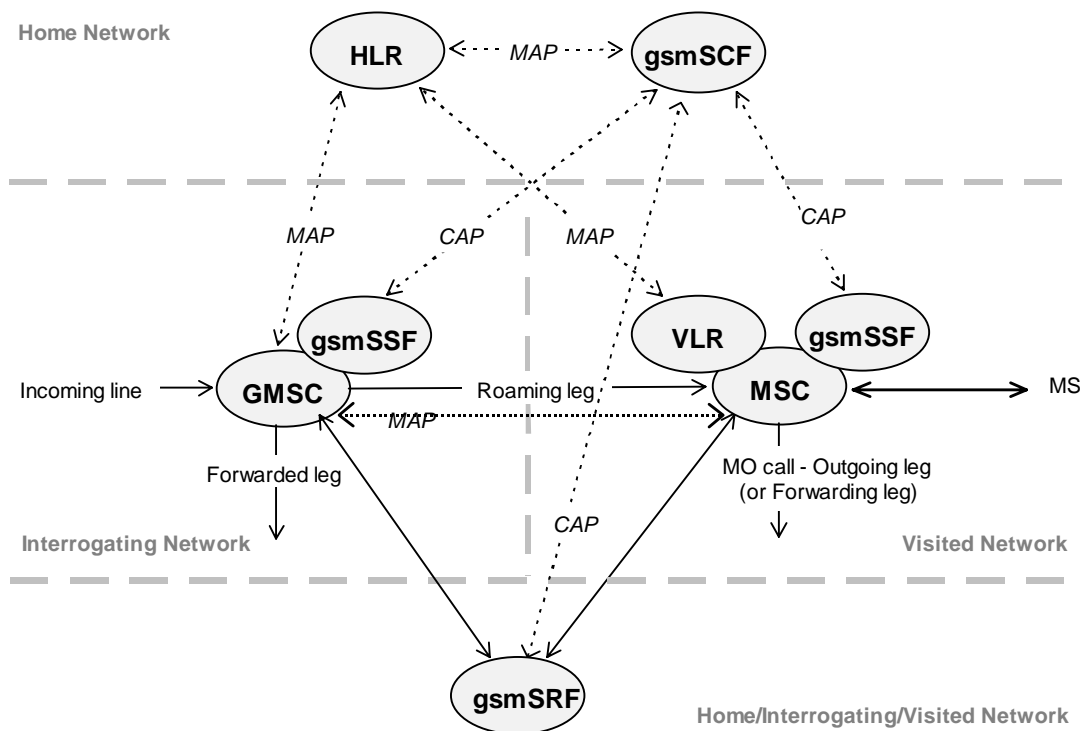 Home Network
HLR
MAP
gsmSCF
MAP
CAP
MAP
CAP
gsmSSF
VLR
gsmSSF
Incoming line
GMSC
Roaming leg
MSC
MS
MAP
Forwarded leg
MO call - Outgoing leg
(or Forwarding leg)
CAP
Interrogating Network
Visited Network
gsmSRF
Home/Interrogating/Visited Network